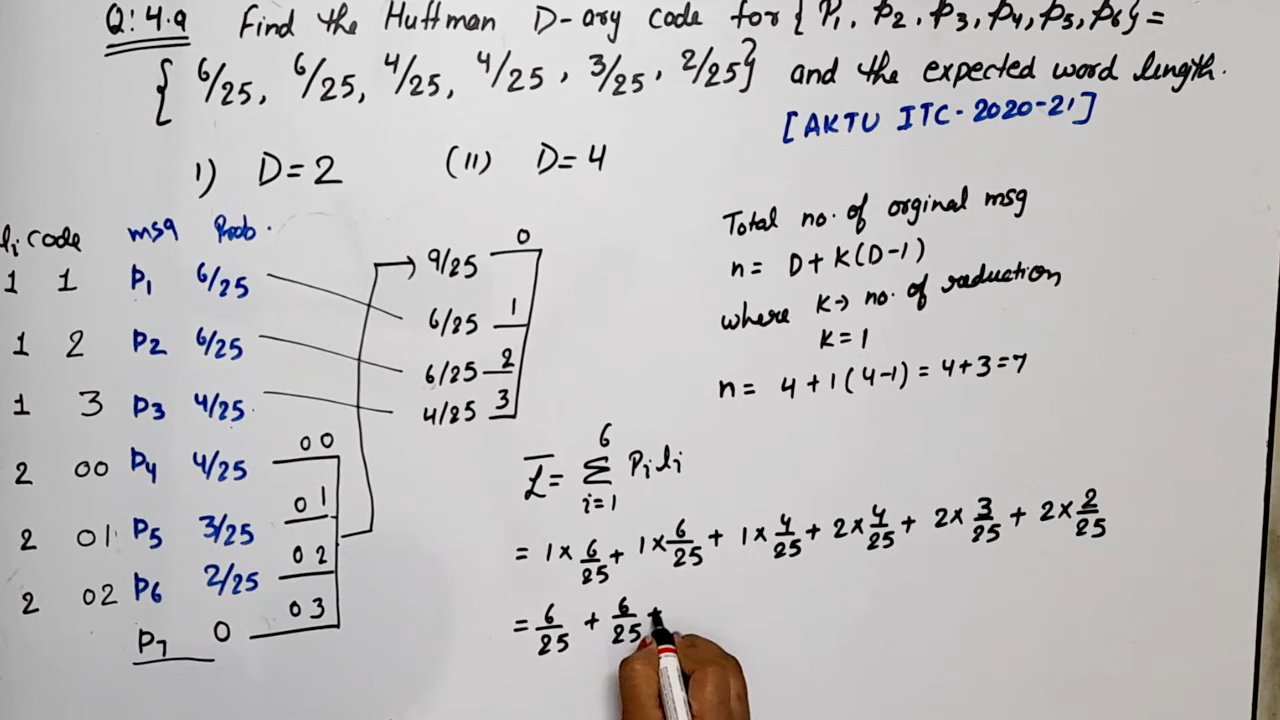 Q: 4.9 Find the Huffman D-ary code for {P1, P2, P3, P4, P5, P6} =
{6/25, 6/25, 4/25, 4/25, 3/25, 2/25} and the expected word length.
[AKTU ITC- 2020-21]
i) D=2 (ii) D=4
li code msg Prob.
1 1 P1 6/25
1 2 P2 6/25
1 3 P3 4/25
2 00 P4 4/25 00
2 01 P5 3/25 01
2 02 P6 2/25 02
P7 0 03
9/25 0
6/25 1
6/25 2
4/25 3
Total no. of orginal msg
n= D+K(D-1)
where K→ no. of reduction
K=1
n= 4+1(4-1) = 4+3=7
L̅ = 6 Σ i=1 Pi li
= 1×6/25 + 1×6/25 + 1×4/25 + 2×4/25 + 2×3/25 + 2×2/25
= 6/25 + 6/25 +